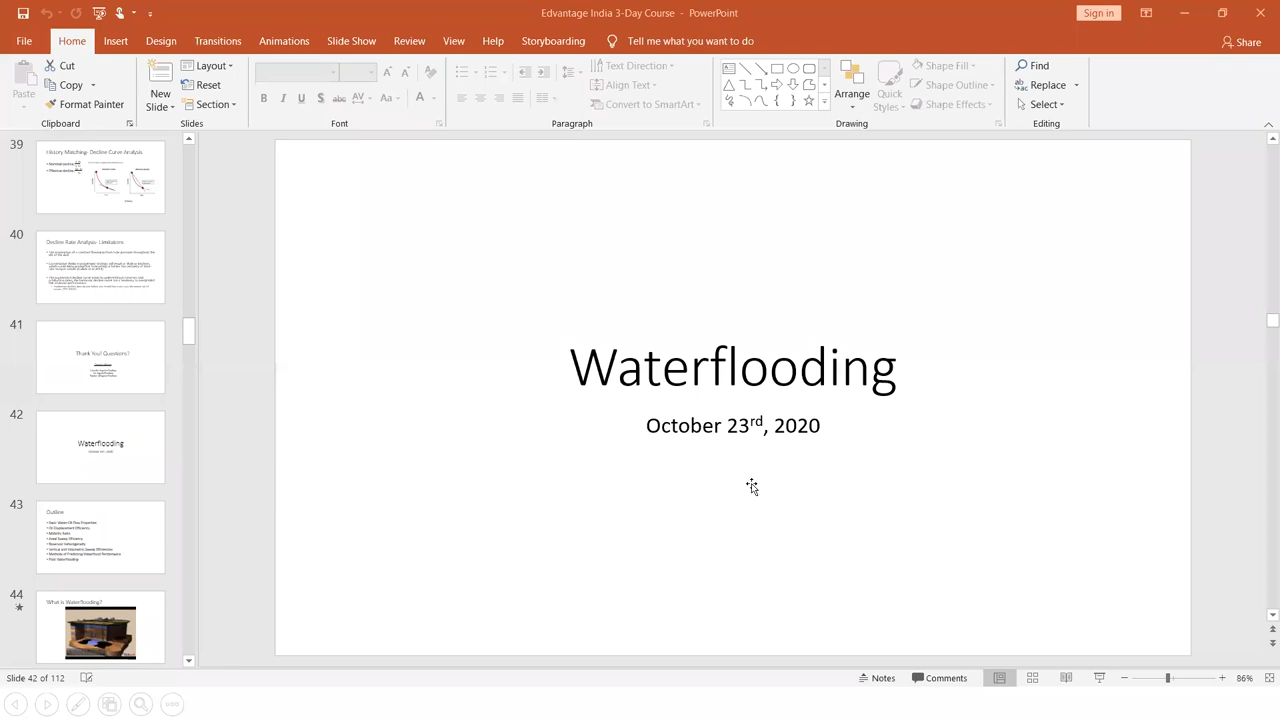 Edvantage India 3-Day Course - PowerPoint
Sign in
File Home Insert Design Transitions Animations Slide Show Review View Help Storyboarding Tell me what you want to do
Share
Paste
Cut
Copy
Format Painter
Clipboard
New Slide
Layout
Reset
Section
Slides
Font
Text Direction
Align Text
Convert to SmartArt
Paragraph
Arrange
Quick Styles
Shape Fill
Shape Outline
Shape Effects
Drawing
Find
Replace
Select
Editing
39
History Matching- Decline Curve Analysis
40
Decline Rate Analysis- Limitations
41
Thank You! Questions?
42
Waterflooding
43
Outline
44
What is Waterflooding?
Waterflooding
October 23rd, 2020
Slide 42 of 112
Notes
Comments
86%